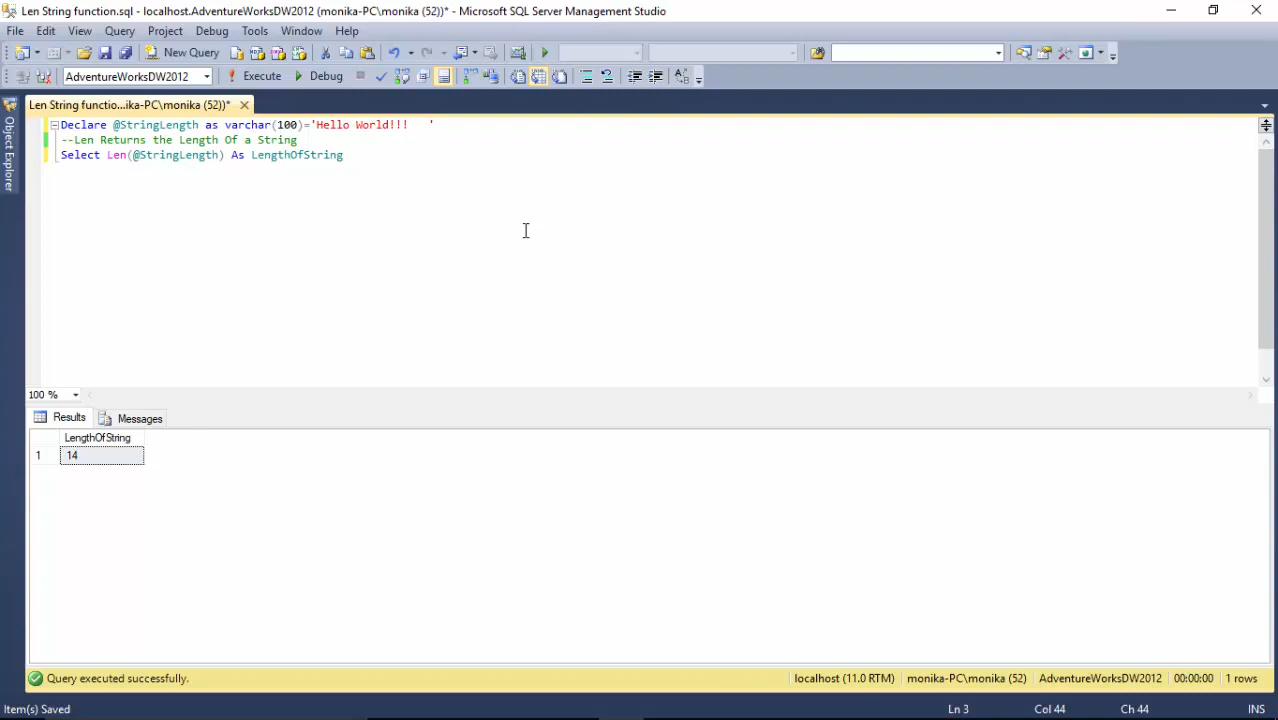 Len String function.sql - localhost.AdventureWorksDW2012 (monika-PC\monika (52))* - Microsoft SQL Server Management Studio
File Edit View Query Project Debug Tools Window Help
New Query
AdventureWorksDW2012 Execute Debug
Len String functio...ika-PC\monika (52))*
Object Explorer
Declare @StringLength as varchar(100)='Hello World!!!   '
--Len Returns the Length Of a String
Select Len(@StringLength) As LengthOfString
100 %
Results Messages
LengthOfString
1 14
Query executed successfully. localhost (11.0 RTM) monika-PC\monika (52) AdventureWorksDW2012 00:00:00 1 rows
Item(s) Saved Ln 3 Col 44 Ch 44 INS